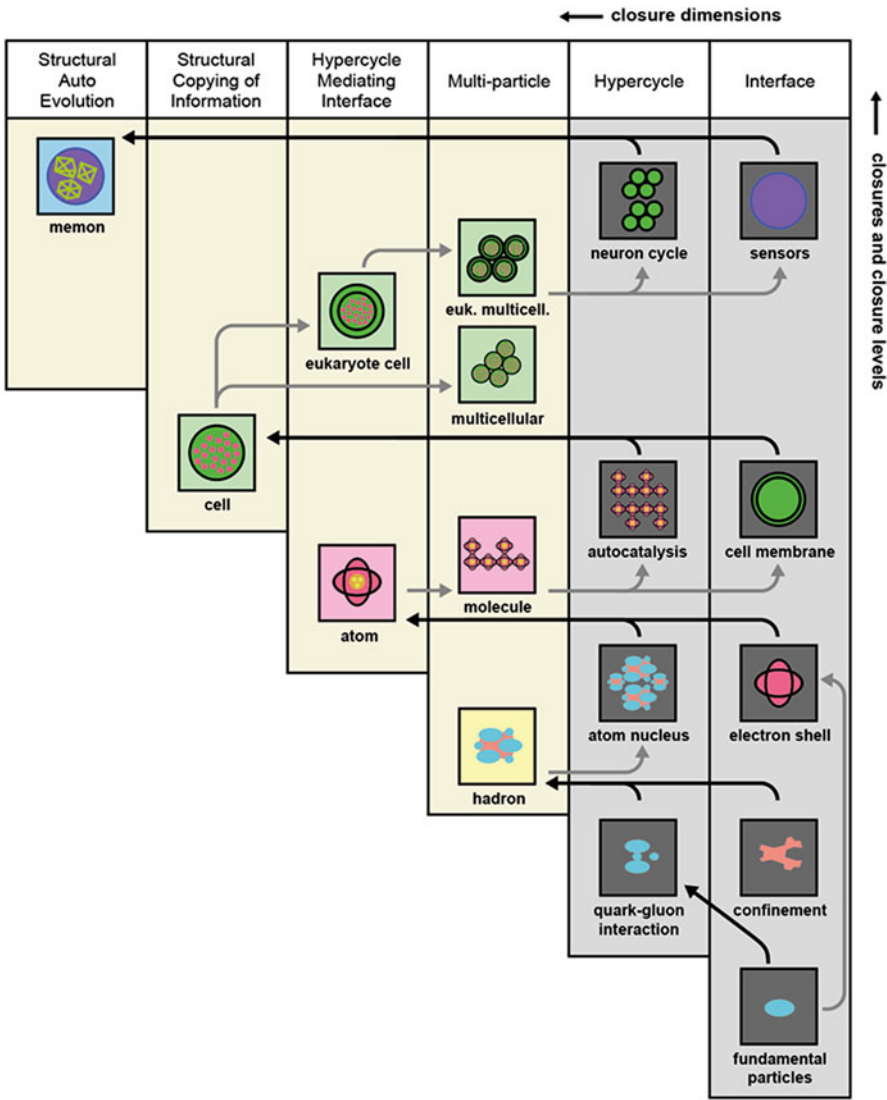 closure dimensions
Structural
Auto
Evolution
Structural
Copying of
Information
Hypercycle
Mediating
Interface
Multi-particle
Hypercycle
Interface
closures and closure levels
memon
neuron cycle
sensors
euk. multicell.
eukaryote cell
multicellular
cell
autocatalysis
cell membrane
molecule
atom
atom nucleus
electron shell
hadron
quark-gluon
interaction
confinement
fundamental
particles